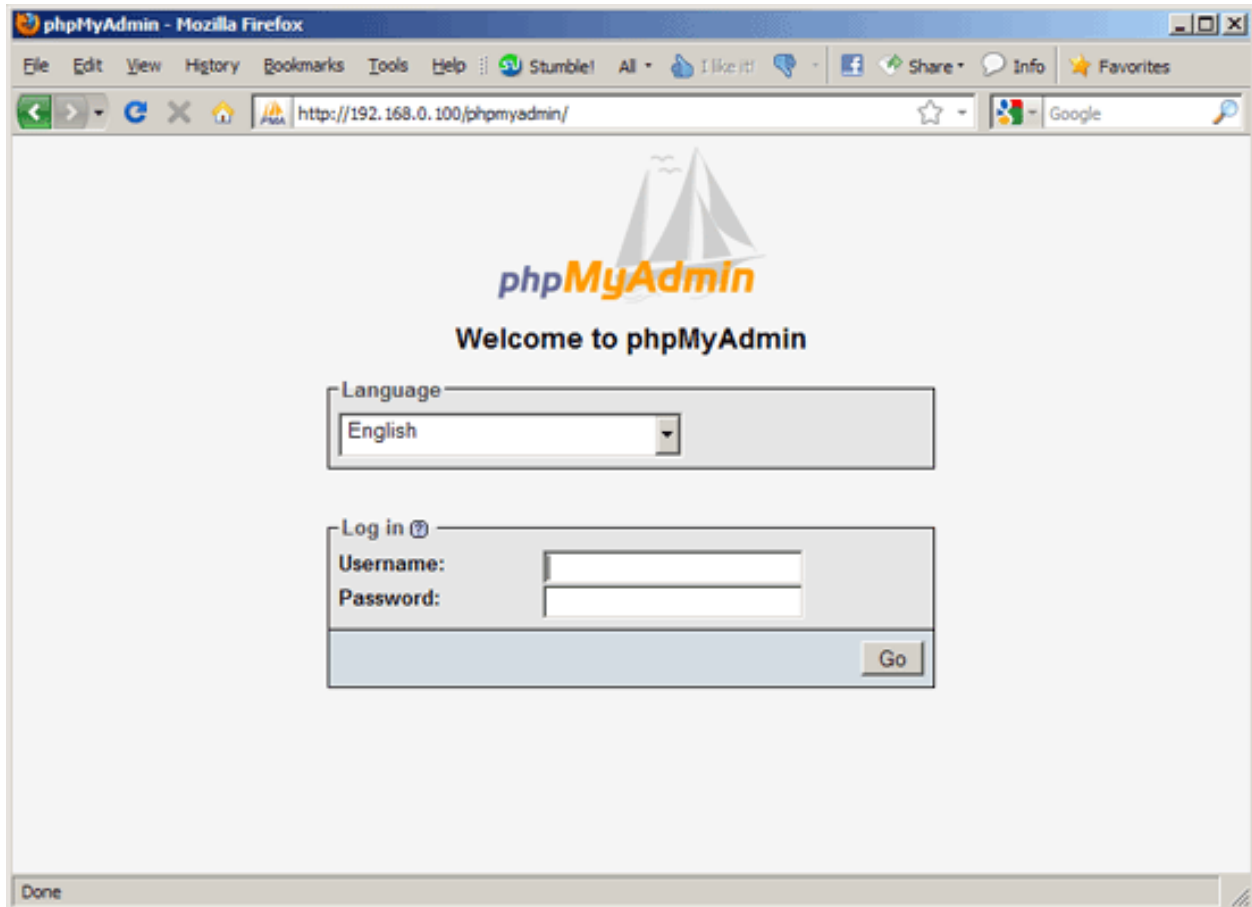 phpMyAdmin - Mozilla Firefox
File Edit View History Bookmarks Tools Help Stumble! All I like it! Share Info Favorites
http://192.168.0.100/phpmyadmin/ Google
phpMyAdmin
Welcome to phpMyAdmin
Language
English
Log in
Username:
Password:
Go
Done